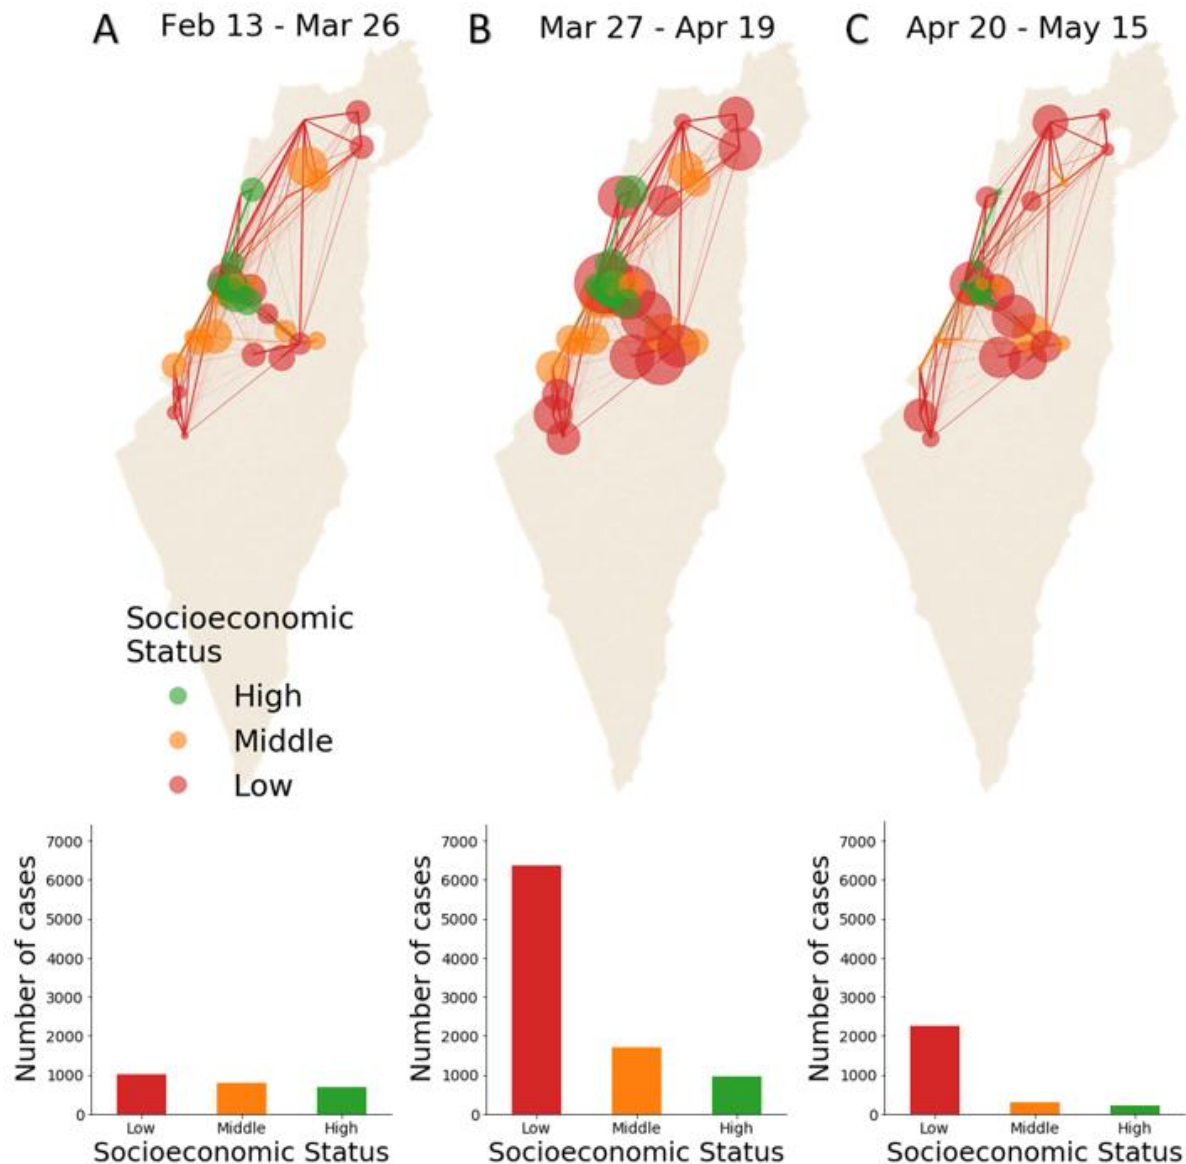 A Feb 13 - Mar 26
B Mar 27 - Apr 19
C Apr 20 - May 15
Socioeconomic
Status
High
Middle
Low
Number of cases
7000
6000
5000
4000
3000
2000
1000
0
Low Middle High
Socioeconomic Status
Number of cases
7000
6000
5000
4000
3000
2000
1000
0
Low Middle High
Socioeconomic Status
Number of cases
7000
6000
5000
4000
3000
2000
1000
0
Low Middle High
Socioeconomic Status